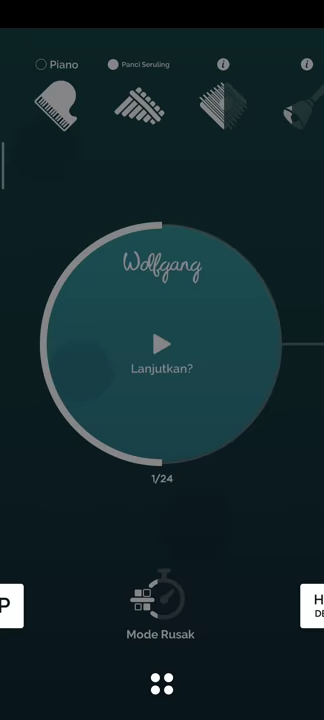 Piano
Panci Seruling
Wolfgang
Lanjutkan?
1/24
P
H
DE
Mode Rusak